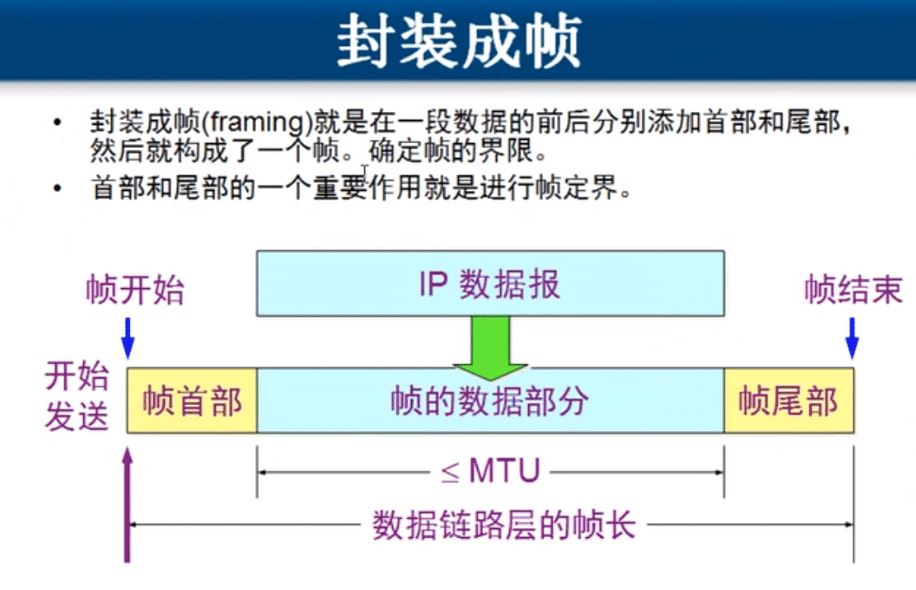 封装成帧
• 封装成帧(framing)就是在一段数据的前后分别添加首部和尾部，
然后就构成了一个帧。确定帧的界限。
• 首部和尾部的一个重要作用就是进行帧定界。
IP 数据报
帧开始
帧结束
开始
发送
帧首部
帧的数据部分
帧尾部
≤ MTU
数据链路层的帧长